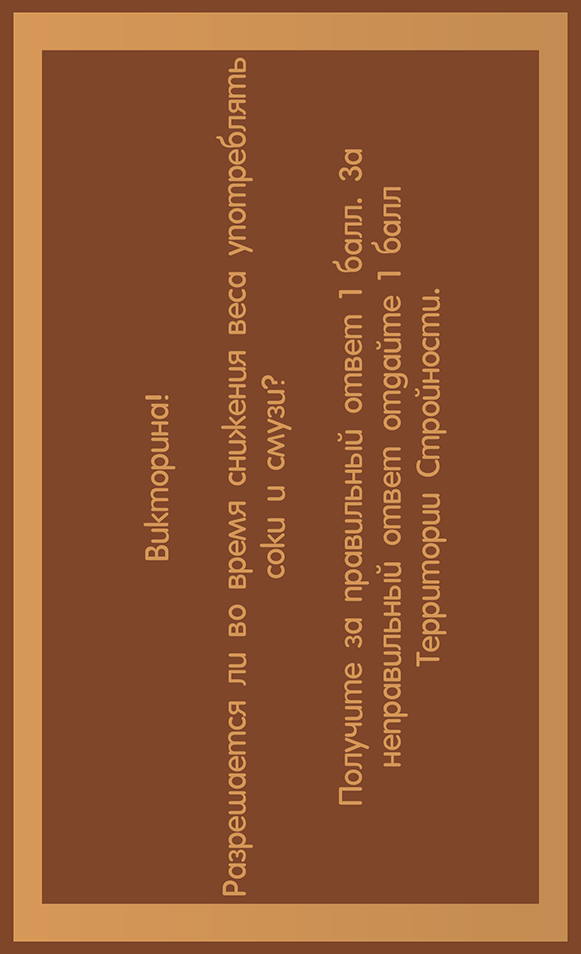 Викторина!
Разрешается ли во время снижения веса употреблять
соки и смузи?
Получите за правильный ответ 1 балл. За
неправильный ответ отдайте 1 балл
Территории Стройности.